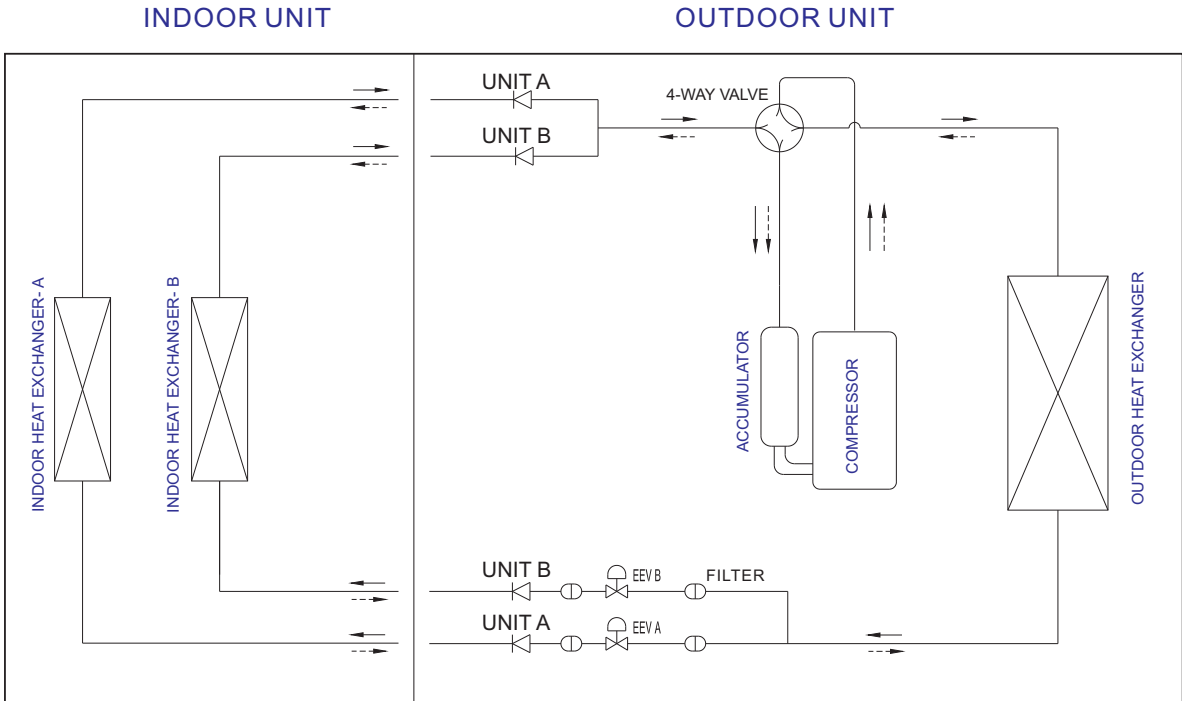 INDOOR UNIT
OUTDOOR UNIT
UNIT A
4-WAY VALVE
UNIT B
INDOOR HEAT EXCHANGER- A
INDOOR HEAT EXCHANGER- B
ACCUMULATOR
COMPRESSOR
OUTDOOR HEAT EXCHANGER
UNIT B
EEV B
FILTER
UNIT A
EEV A